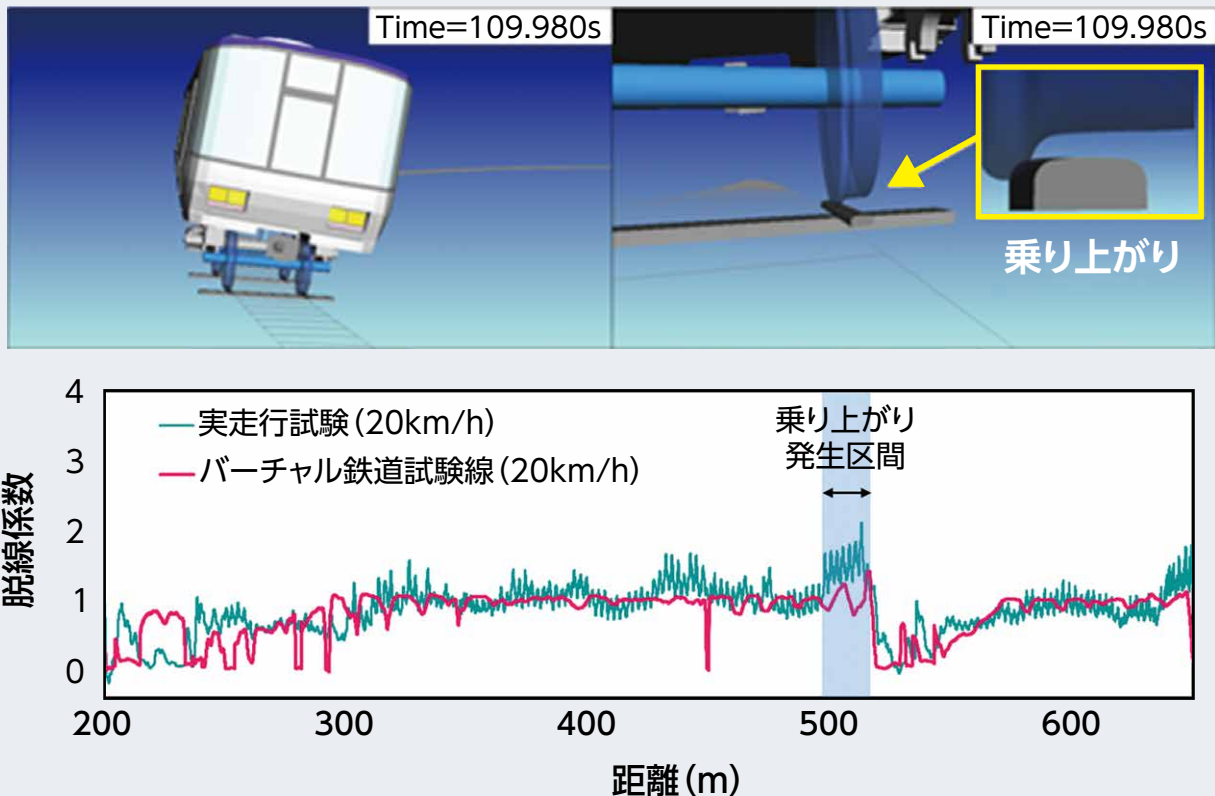 Time=109.980s
Time=109.980s
乗り上がり
脱線係数
4
3
2
1
0
実走行試験(20km/h)
バーチャル鉄道試験線(20km/h)
乗り上がり
発生区間
200
300
400
500
600
距離(m)